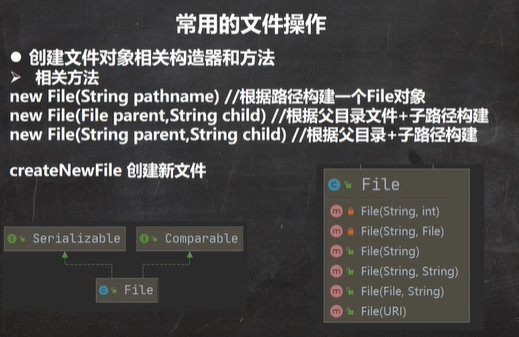 常用的文件操作
● 创建文件对象相关构造器和方法
➢ 相关方法
new File(String pathname) //根据路径构建一个File对象
new File(File parent,String child) //根据父目录文件+子路径构建
new File(String parent,String child) //根据父目录+子路径构建
createNewFile 创建新文件
I Serializable
I Comparable
C File
C File
m File(String, int)
m File(String, File)
m File(String)
m File(String, String)
m File(File, String)
m File(URI)